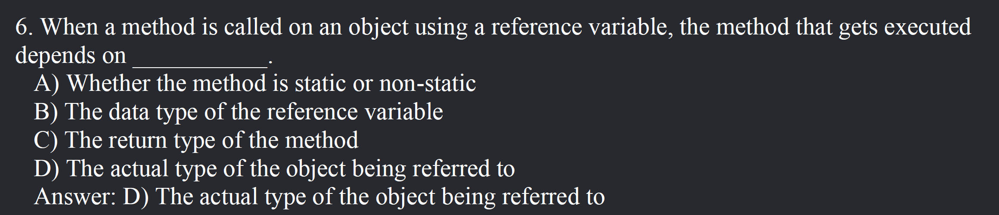 6. When a method is called on an object using a reference variable, the method that gets executed
depends on ____________.
A) Whether the method is static or non-static
B) The data type of the reference variable
C) The return type of the method
D) The actual type of the object being referred to
Answer: D) The actual type of the object being referred to